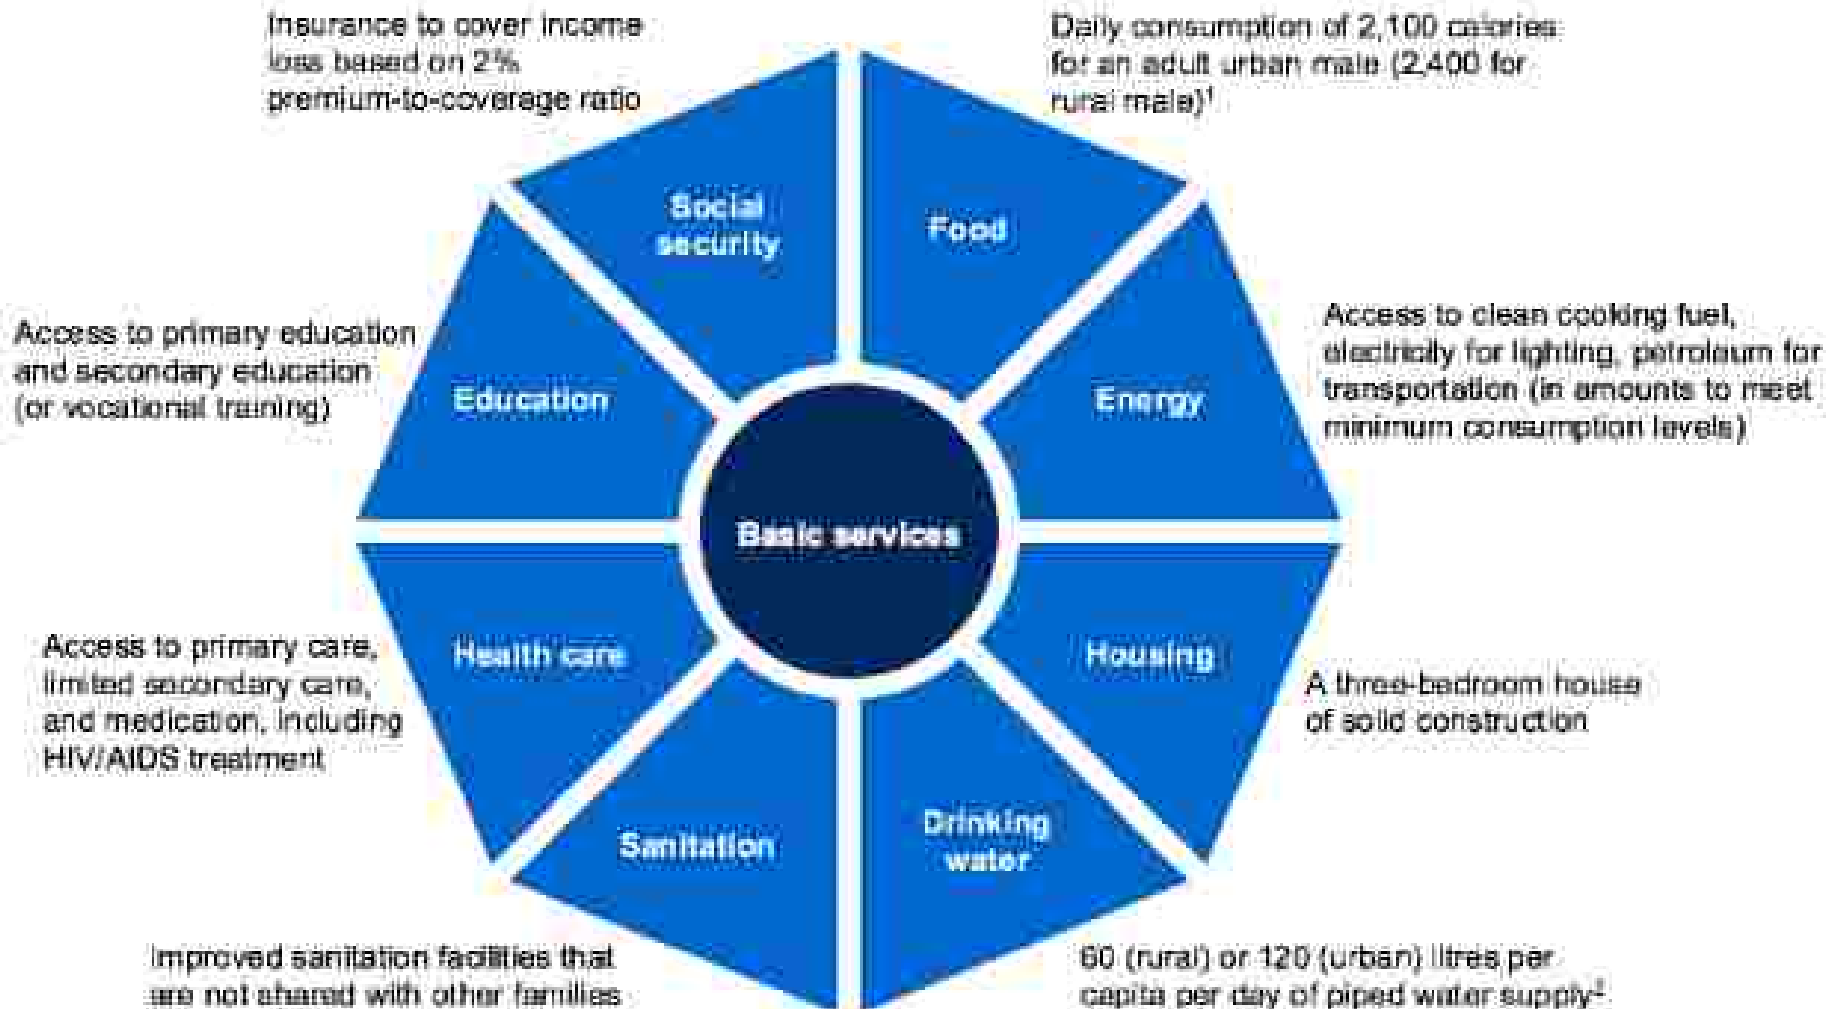 Insurance to cover income
loss based on 2%
premium-to-coverage ratio
Daily consumption of 2,100 calories
for an adult urban male (2,400 for
rural male)¹
Social
security
Food
Access to primary education
and secondary education
(or vocational training)
Education
Energy
Access to clean cooking fuel,
electricity for lighting, petroleum for
transportation (in amounts to meet
minimum consumption levels)
Basic services
Access to primary care,
limited secondary care,
and medication, including
HIV/AIDS treatment
Health care
Housing
A three-bedroom house
of solid construction
Sanitation
Drinking
water
Improved sanitation facilities that
are not shared with other families
60 (rural) or 120 (urban) litres per
capita per day of piped water supply²